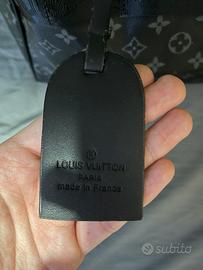 LOUIS VUITTON
PARIS
made in France
subito